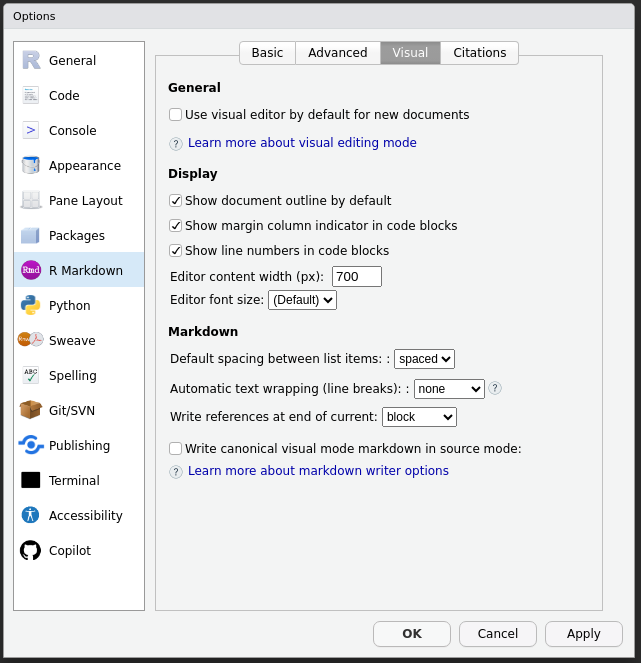 Options
General
Code
Console
Appearance
Pane Layout
Packages
Rmd R Markdown
Python
Sweave
ABC Spelling
Git/SVN
Publishing
Terminal
Accessibility
Copilot
Basic Advanced Visual Citations
General
Use visual editor by default for new documents
? Learn more about visual editing mode
Display
Show document outline by default
Show margin column indicator in code blocks
Show line numbers in code blocks
Editor content width (px): 700
Editor font size: (Default)
Markdown
Default spacing between list items: : spaced
Automatic text wrapping (line breaks): : none ?
Write references at end of current: block
Write canonical visual mode markdown in source mode:
? Learn more about markdown writer options
OK Cancel Apply